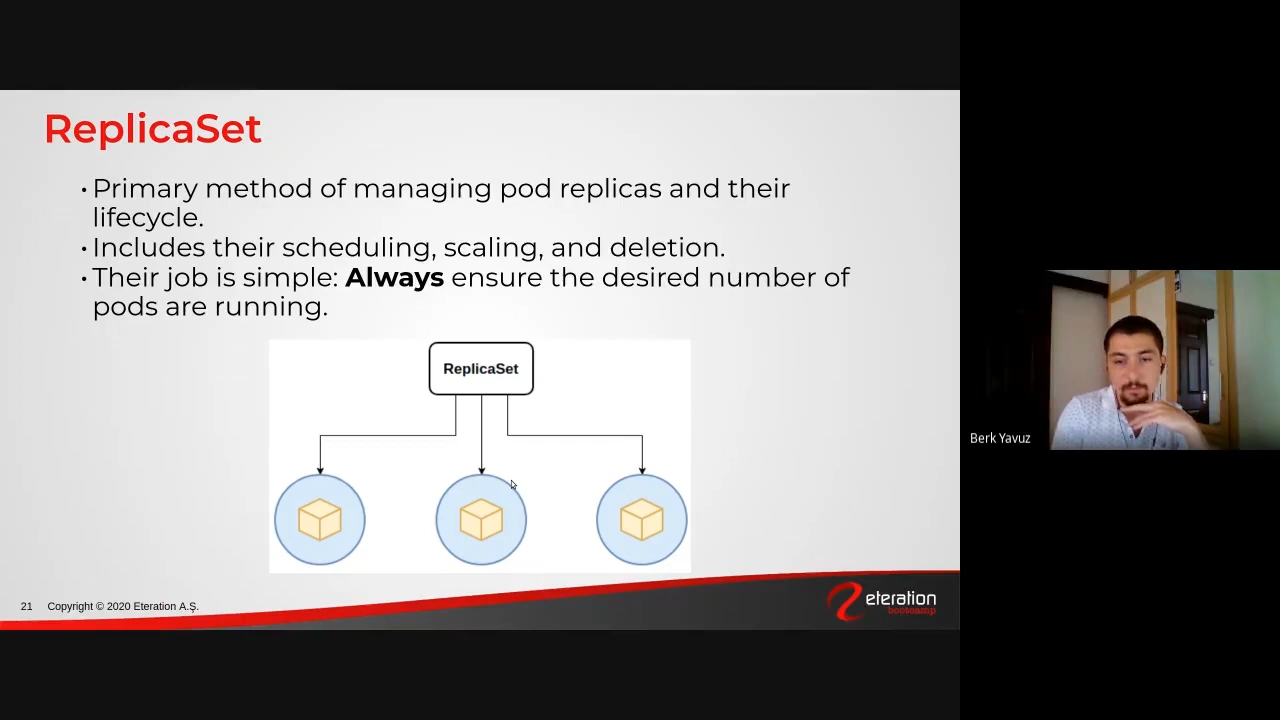 ReplicaSet
• Primary method of managing pod replicas and their
lifecycle.
• Includes their scheduling, scaling, and deletion.
• Their job is simple: Always ensure the desired number of
pods are running.
ReplicaSet
Berk Yavuz
21 Copyright © 2020 Eteration A.Ş.
eteration
bootcamp